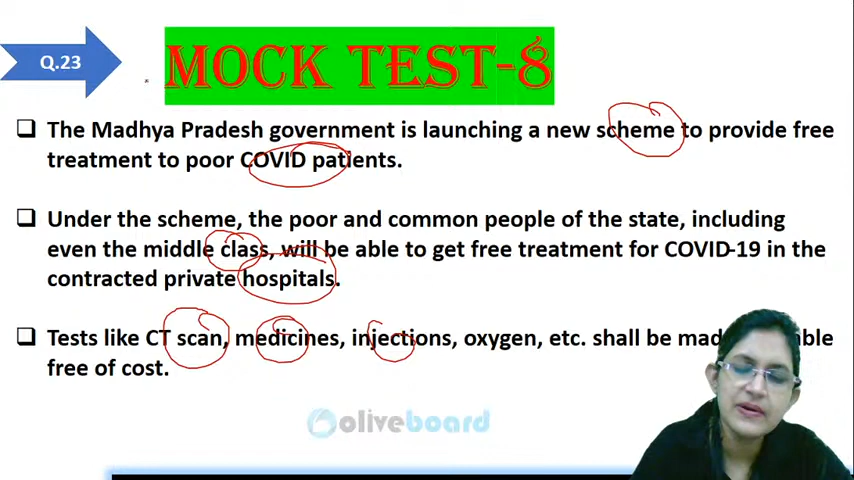 Q.23
MOCK TEST-8
The Madhya Pradesh government is launching a new scheme to provide free
treatment to poor COVID patients.
Under the scheme, the poor and common people of the state, including
even the middle class, will be able to get free treatment for COVID-19 in the
contracted private hospitals.
Tests like CT scan, medicines, injections, oxygen, etc. shall be
free of cost.
oliveboard